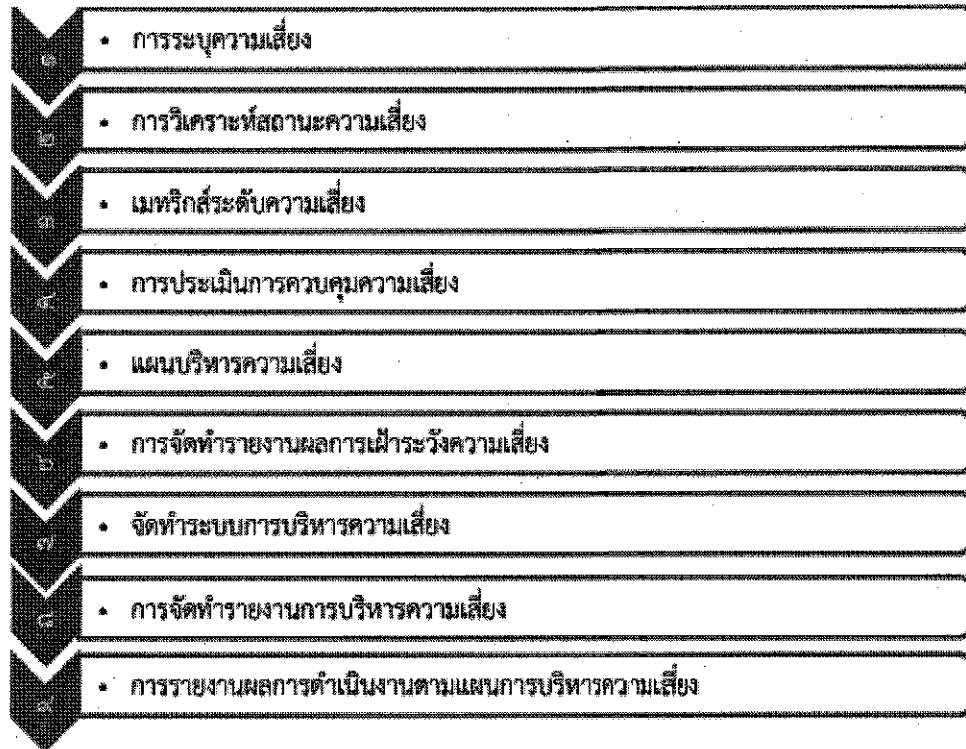 ๑ • การระบุความเสี่ยง
๒ • การวิเคราะห์สถานะความเสี่ยง
๓ • เมทริกส์ระดับความเสี่ยง
๔ • การประเมินการควบคุมความเสี่ยง
๕ • แผนบริหารความเสี่ยง
๖ • การจัดทำรายงานผลการเฝ้าระวังความเสี่ยง
๗ • จัดทำระบบการบริหารความเสี่ยง
๘ • การจัดทำรายงานการบริหารความเสี่ยง
๙ • การรายงานผลการดำเนินงานตามแผนการบริหารความเสี่ยง